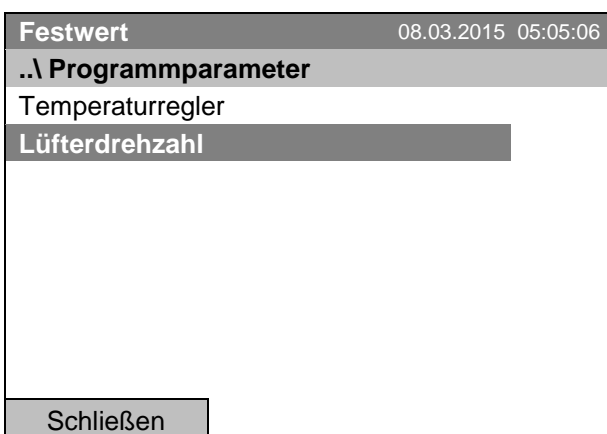 Festwert 08.03.2015 05:05:06
..\ Programmparameter
Temperaturregler
Lüfterdrehzahl
Schließen